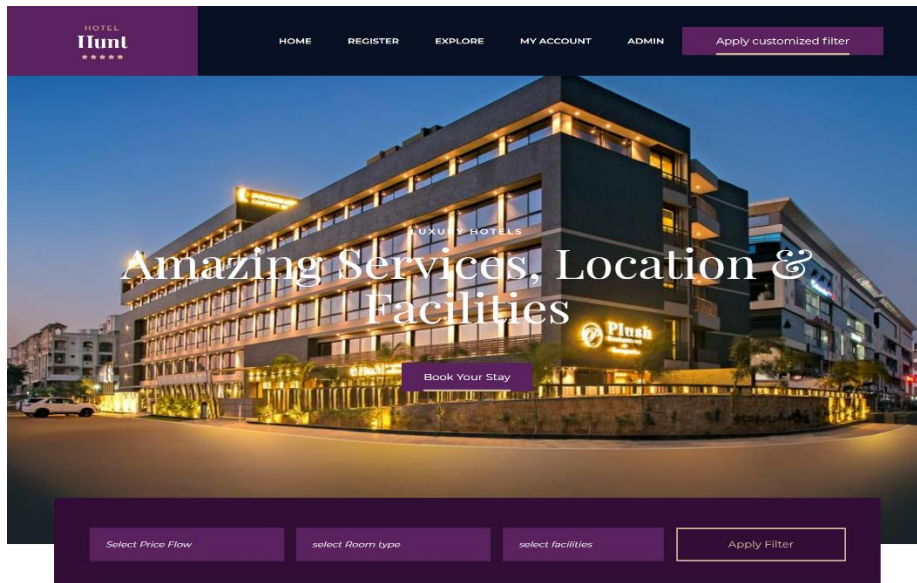 HOTEL
Hunt
HOME REGISTER EXPLORE MY ACCOUNT ADMIN Apply customized filter
LUXURY HOTELS
Amazing Services, Location &
Facilities
Plush
Book Your Stay
Select Price Flow select Room type select facilities Apply Filter